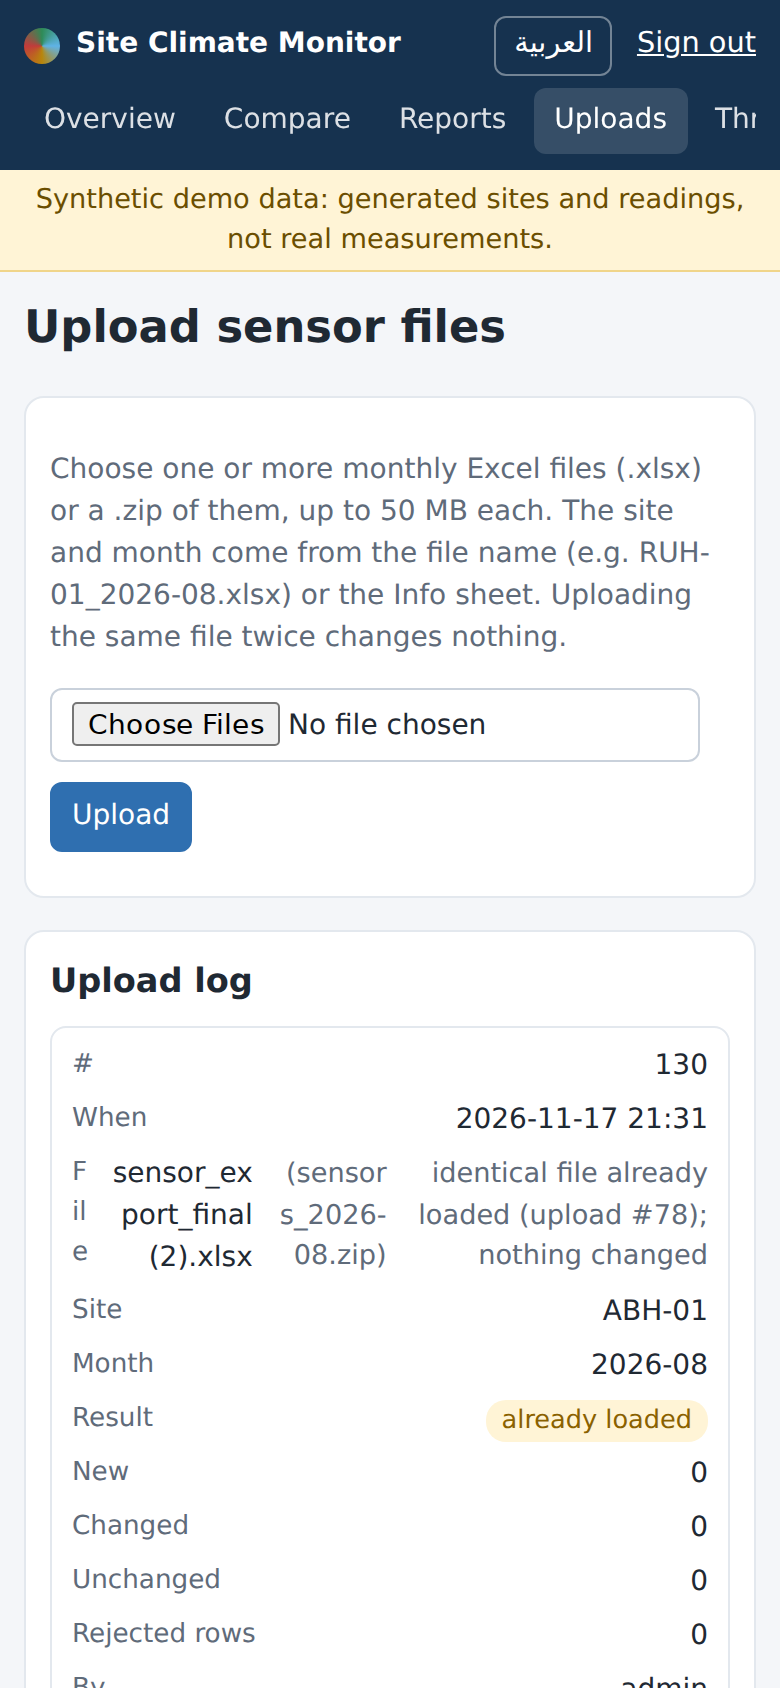 Site Climate Monitor
العربية
Sign out
Overview Compare Reports Uploads Thr
Synthetic demo data: generated sites and readings,
not real measurements.
Upload sensor files
Choose one or more monthly Excel files (.xlsx)
or a .zip of them, up to 50 MB each. The site
and month come from the file name (e.g. RUH-
01_2026-08.xlsx) or the Info sheet. Uploading
the same file twice changes nothing.
Choose Files No file chosen
Upload
Upload log
# 130
When 2026-11-17 21:31
F sensor_ex (sensor identical file already
il port_final s_2026- loaded (upload #78);
e (2).xlsx 08.zip) nothing changed
Site ABH-01
Month 2026-08
Result already loaded
New 0
Changed 0
Unchanged 0
Rejected rows 0
By admin